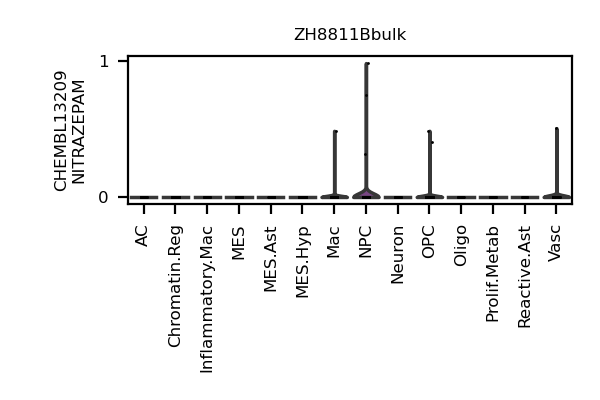 ZH8811Bbulk
CHEMBL13209
NITRAZEPAM
1
0
AC
Chromatin.Reg
Inflammatory.Mac
MES
MES.Ast
MES.Hyp
Mac
NPC
Neuron
OPC
Oligo
Prolif.Metab
Reactive.Ast
Vasc